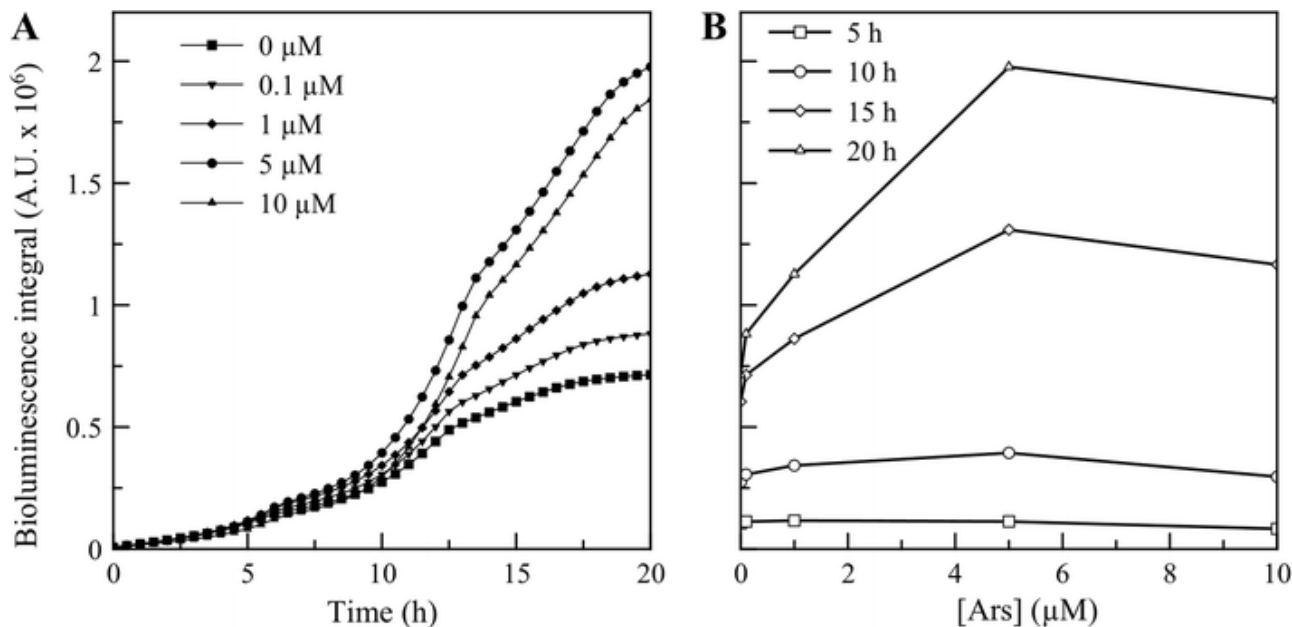 A
Bioluminescence integral (A.U. x 10⁶)
2
1.5
1
0.5
0
0 µM
0.1 µM
1 µM
5 µM
10 µM
0 5 10 15 20
Time (h)
B
5 h
10 h
15 h
20 h
0 2 4 6 8 10
[Ars] (µM)